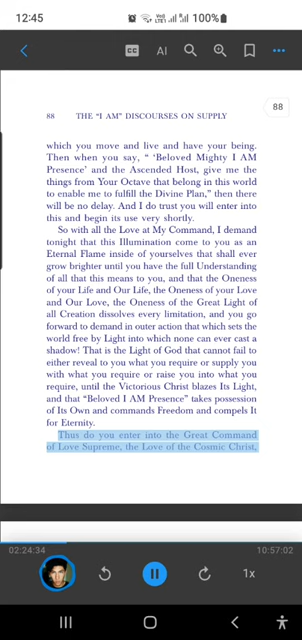 12:45
100%
CC
AI
88
88 THE "I AM" DISCOURSES ON SUPPLY
which you move and live and have your being.
Then when you say, " 'Beloved Mighty I AM
Presence' and the Ascended Host, give me the
things from Your Octave that belong in this world
to enable me to fulfill the Divine Plan," then there
will be no delay. And I do trust you will enter into
this and begin its use very shortly.
So with all the Love at My Command, I demand
tonight that this Illumination come to you as an
Eternal Flame inside of yourselves that shall ever
grow brighter until you have the full Understanding
of all that this means to you, and that the Oneness
of your Life and Our Life, the Oneness of your Love
and Our Love, the Oneness of the Great Light of
all Creation dissolves every limitation, and you go
forward to demand in outer action that which sets the
world free by Light into which none can ever cast a
shadow! That is the Light of God that cannot fail to
either reveal to you what you require or supply you
with what you require or raise you into what you
require, until the Victorious Christ blazes Its Light,
and that "Beloved I AM Presence" takes possession
of Its Own and commands Freedom and compels It
for Eternity.
Thus do you enter into the Great Command
of Love Supreme, the Love of the Cosmic Christ,
02:24:34 10:57:02
1x